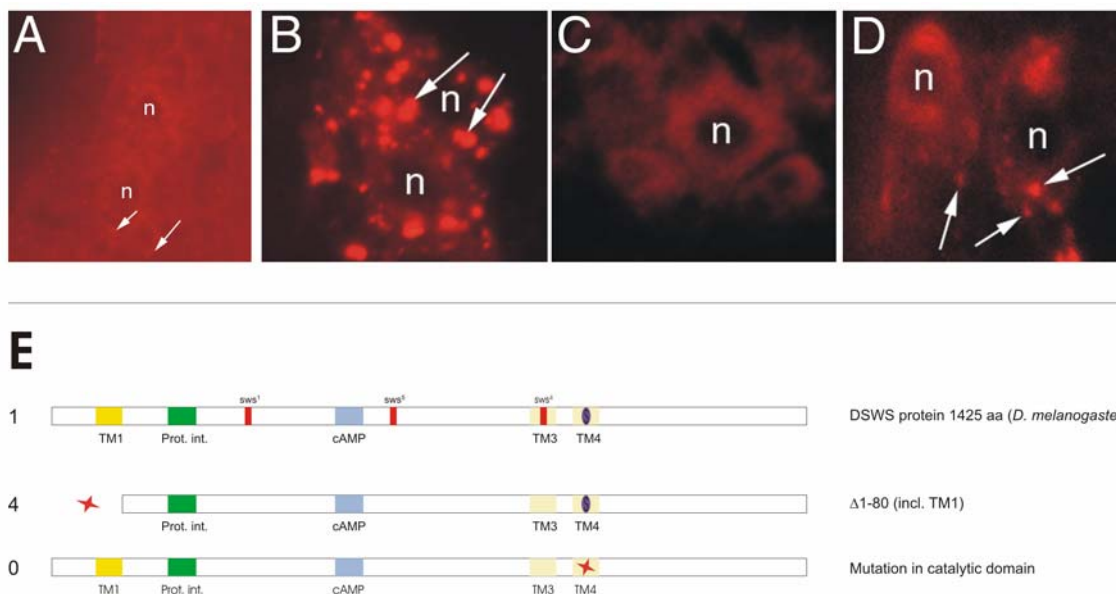 A B C D
n n n n n n n
E
sws¹ sws⁵ sws⁴
1 DSWS protein 1425 aa (D. melanogaste
TM1 Prot. int. cAMP TM3 TM4
4 Δ1-80 (incl. TM1)
Prot. int. cAMP TM3 TM4
0 Mutation in catalytic domain
TM1 Prot. int. cAMP TM3 TM4